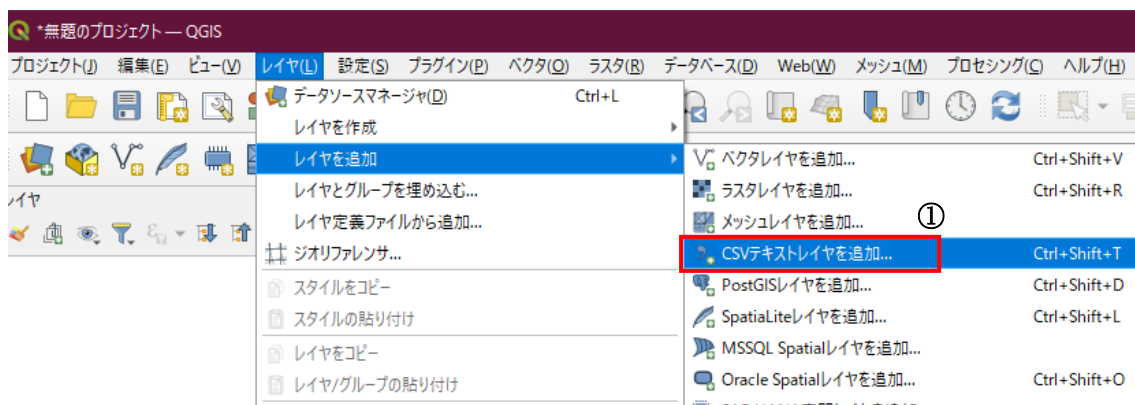 *無題のプロジェクト — QGIS
プロジェクト(J) 編集(E) ビュー(V) レイヤ(L) 設定(S) プラグイン(P) ベクタ(O) ラスタ(R) データベース(D) Web(W) メッシュ(M) プロセシング(C) ヘルプ(H)
データソースマネージャ(D) Ctrl+L
レイヤを作成
レイヤを追加
レイヤとグループを埋め込む...
レイヤ定義ファイルから追加...
ジオリファレンサ...
スタイルをコピー
スタイルの貼り付け
レイヤをコピー
レイヤ/グループの貼り付け
レイヤ
ベクタレイヤを追加... Ctrl+Shift+V
ラスタレイヤを追加... Ctrl+Shift+R
メッシュレイヤを追加...
①
CSVテキストレイヤを追加... Ctrl+Shift+T
PostGISレイヤを追加... Ctrl+Shift+D
SpatiaLiteレイヤを追加... Ctrl+Shift+L
MSSQL Spatialレイヤを追加...
Oracle Spatialレイヤを追加... Ctrl+Shift+O